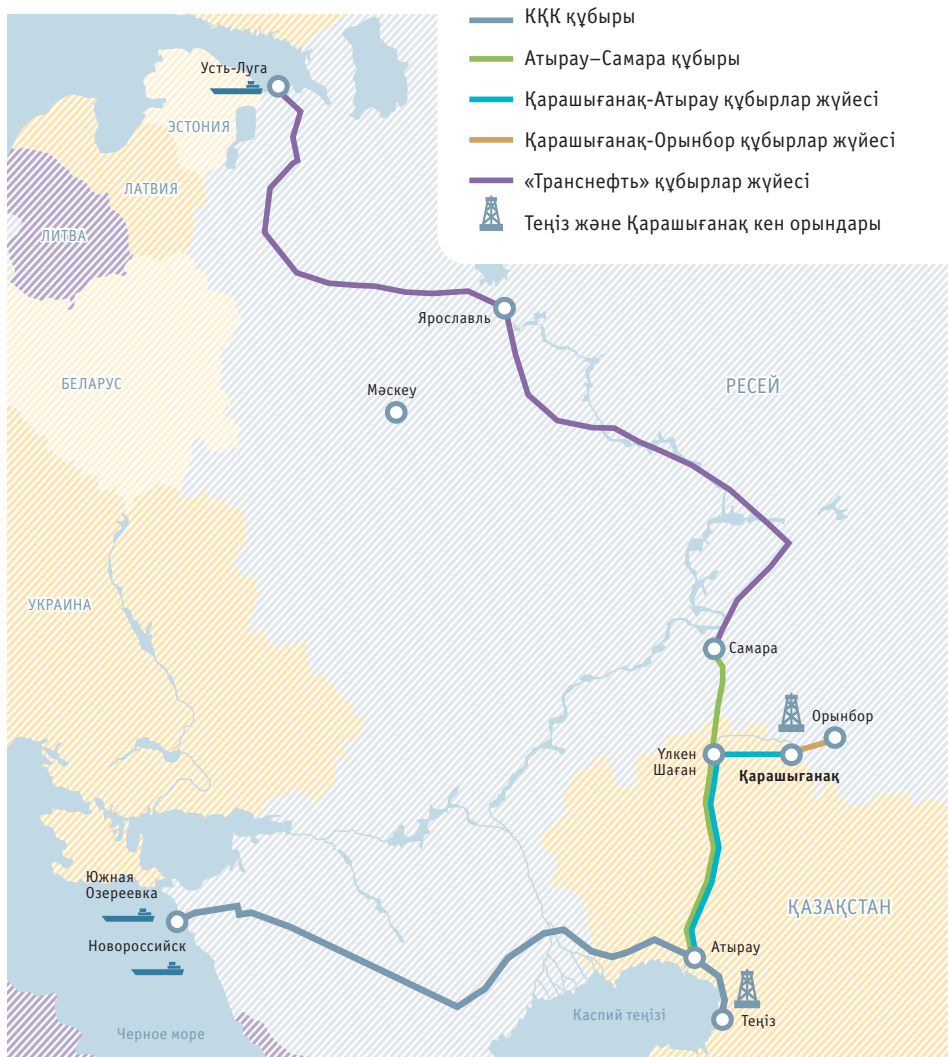 КҚК құбыры
Атырау–Самара құбыры
Қарашығанақ-Атырау құбырлар жүйесі
Қарашығанақ-Орынбор құбырлар жүйесі
«Транснефть» құбырлар жүйесі
Теңіз және Қарашығанақ кен орындары
Усть-Луга
ЭСТОНИЯ
ЛАТВИЯ
ЛИТВА
Ярославль
БЕЛАРУС
Мәскеу
РЕСЕЙ
УКРАИНА
Самара
Орынбор
Үлкен
Шаған
Қарашыганақ
Южная
Озереевка
ҚАЗАҚСТАН
Новороссийск
Атырау
Каспий теңізі
Теңіз
Черное море